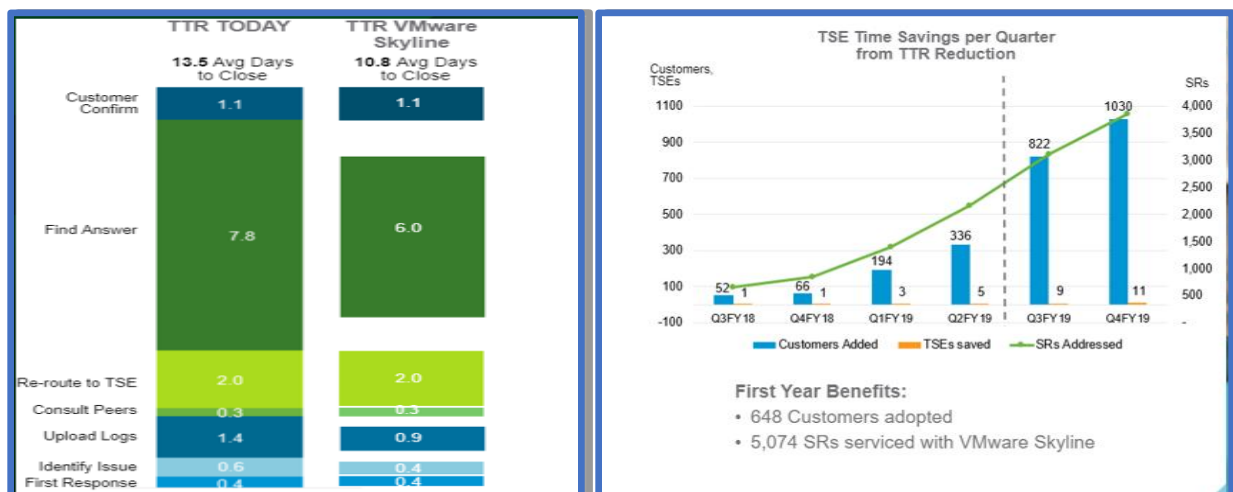 TTR TODAY
13.5 Avg Days
to Close
TTR VMware
Skyline
10.8 Avg Days
to Close
Customer
Confirm
1.1
1.1
Find Answer
7.8
6.0
Re-route to TSE
2.0
2.0
Consult Peers
0.3
0.3
Upload Logs
1.4
0.9
Identify Issue
0.6
0.4
First Response
0.4
0.4
TSE Time Savings per Quarter
from TTR Reduction
Customers,
TSEs
SRs
1100
900
700
500
300
100
-100
4,000
3,500
3,000
2,500
2,000
1,500
1,000
500
-
52
1
66
1
194
3
336
5
822
9
1030
11
Q3FY18
Q4FY18
Q1FY19
Q2FY19
Q3FY19
Q4FY19
Customers Added
TSEs saved
SRs Addressed
First Year Benefits:
• 648 Customers adopted
• 5,074 SRs serviced with VMware Skyline